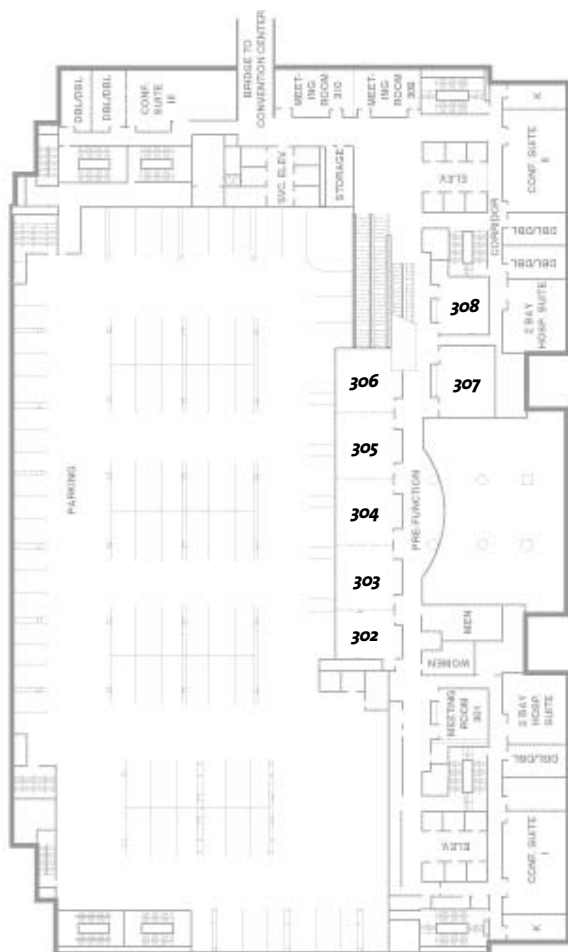 DBL/DBL
DBL/DBL
CONF.
SUITE
III
BRIDGE TO
CONVENTION CENTER
MEET-
ING
ROOM
310
MEET-
ING
ROOM
309
K
CONF. SUITE
II
SVC. ELEV.
STORAGE
ELEV.
CORRIDOR
DBL/DBL
DBL/DBL
2 BAY
HOSP. SUITE
308
307
306
305
304
303
302
PARKING
PRE-FUNCTION
MEN
WOMEN
MEETING
ROOM
301
2 BAY
HOSP.
SUITE
DBL/DBL
ELEV.
CONF. SUITE
I
K